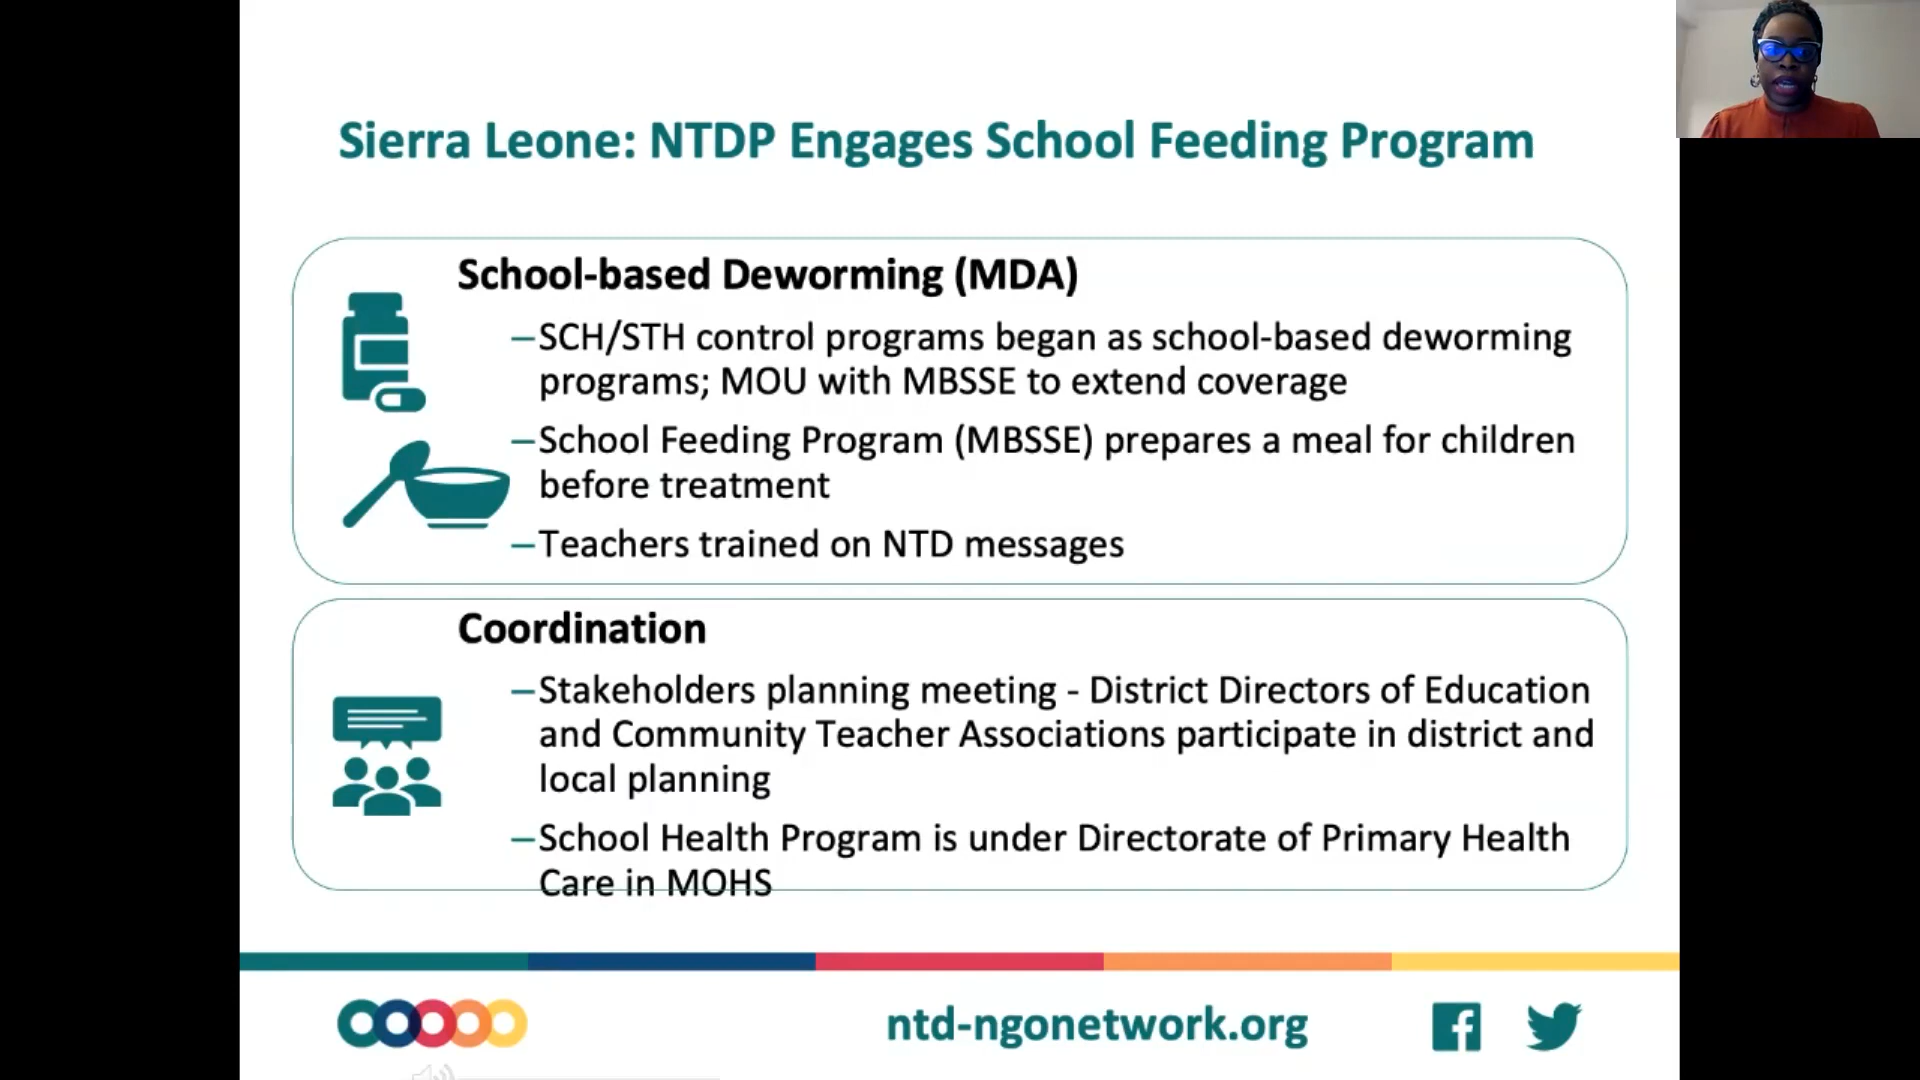 Sierra Leone: NTDP Engages School Feeding Program
School-based Deworming (MDA)
–SCH/STH control programs began as school-based deworming
programs; MOU with MBSSE to extend coverage
–School Feeding Program (MBSSE) prepares a meal for children
before treatment
–Teachers trained on NTD messages
Coordination
–Stakeholders planning meeting - District Directors of Education
and Community Teacher Associations participate in district and
local planning
–School Health Program is under Directorate of Primary Health
Care in MOHS
ntd-ngonetwork.org